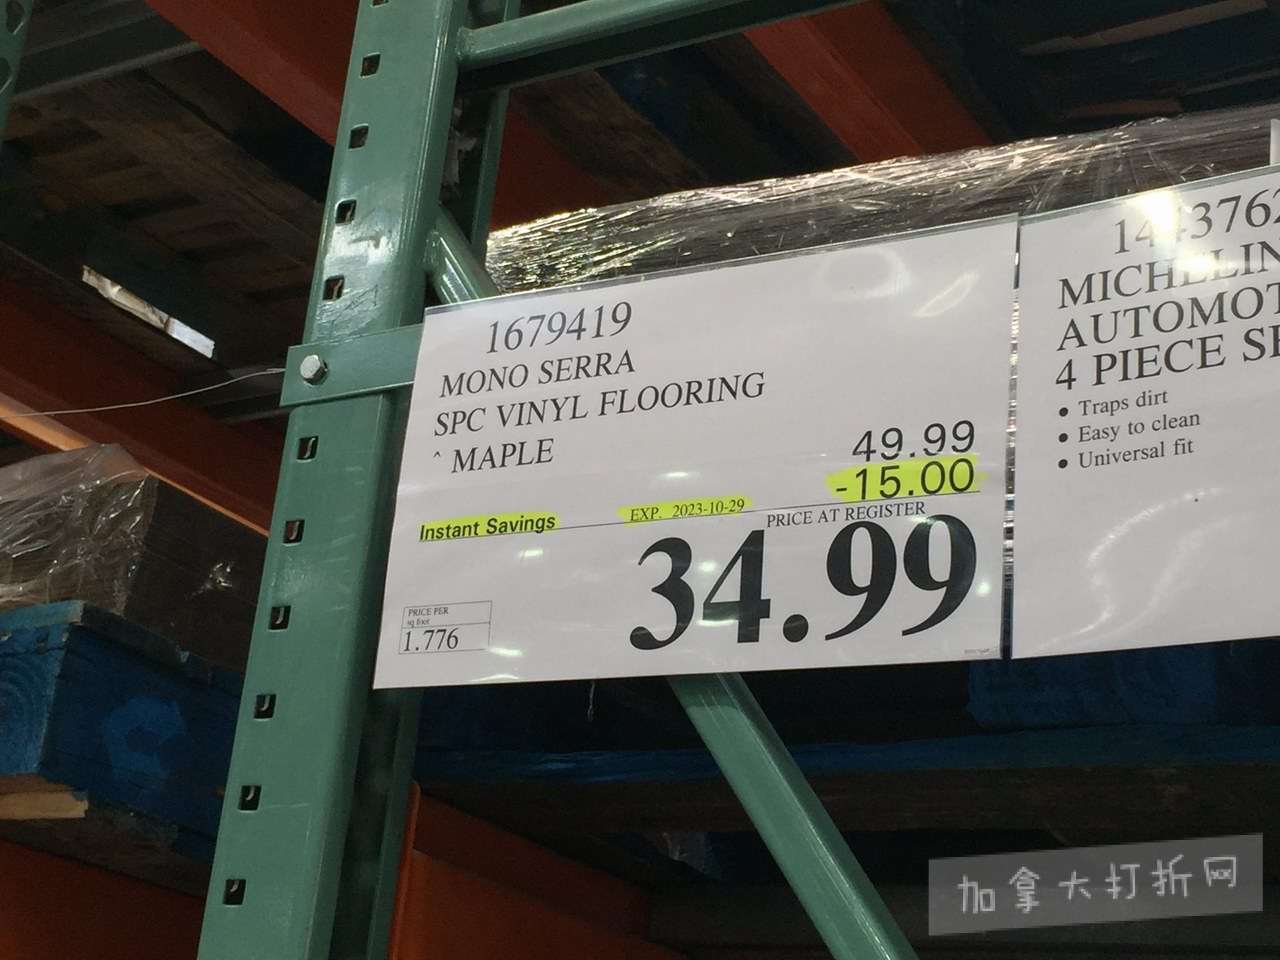 1679419
MONO SERRA
SPC VINYL FLOORING
^ MAPLE
49.99
-15.00
Instant Savings
EXP. 2023-10-29
PRICE AT REGISTER
34.99
PRICE PER
sq foot
1.776
MICHELIN
4 PIECE
• Traps dirt
• Easy to clean
• Universal fit
加拿大打折网